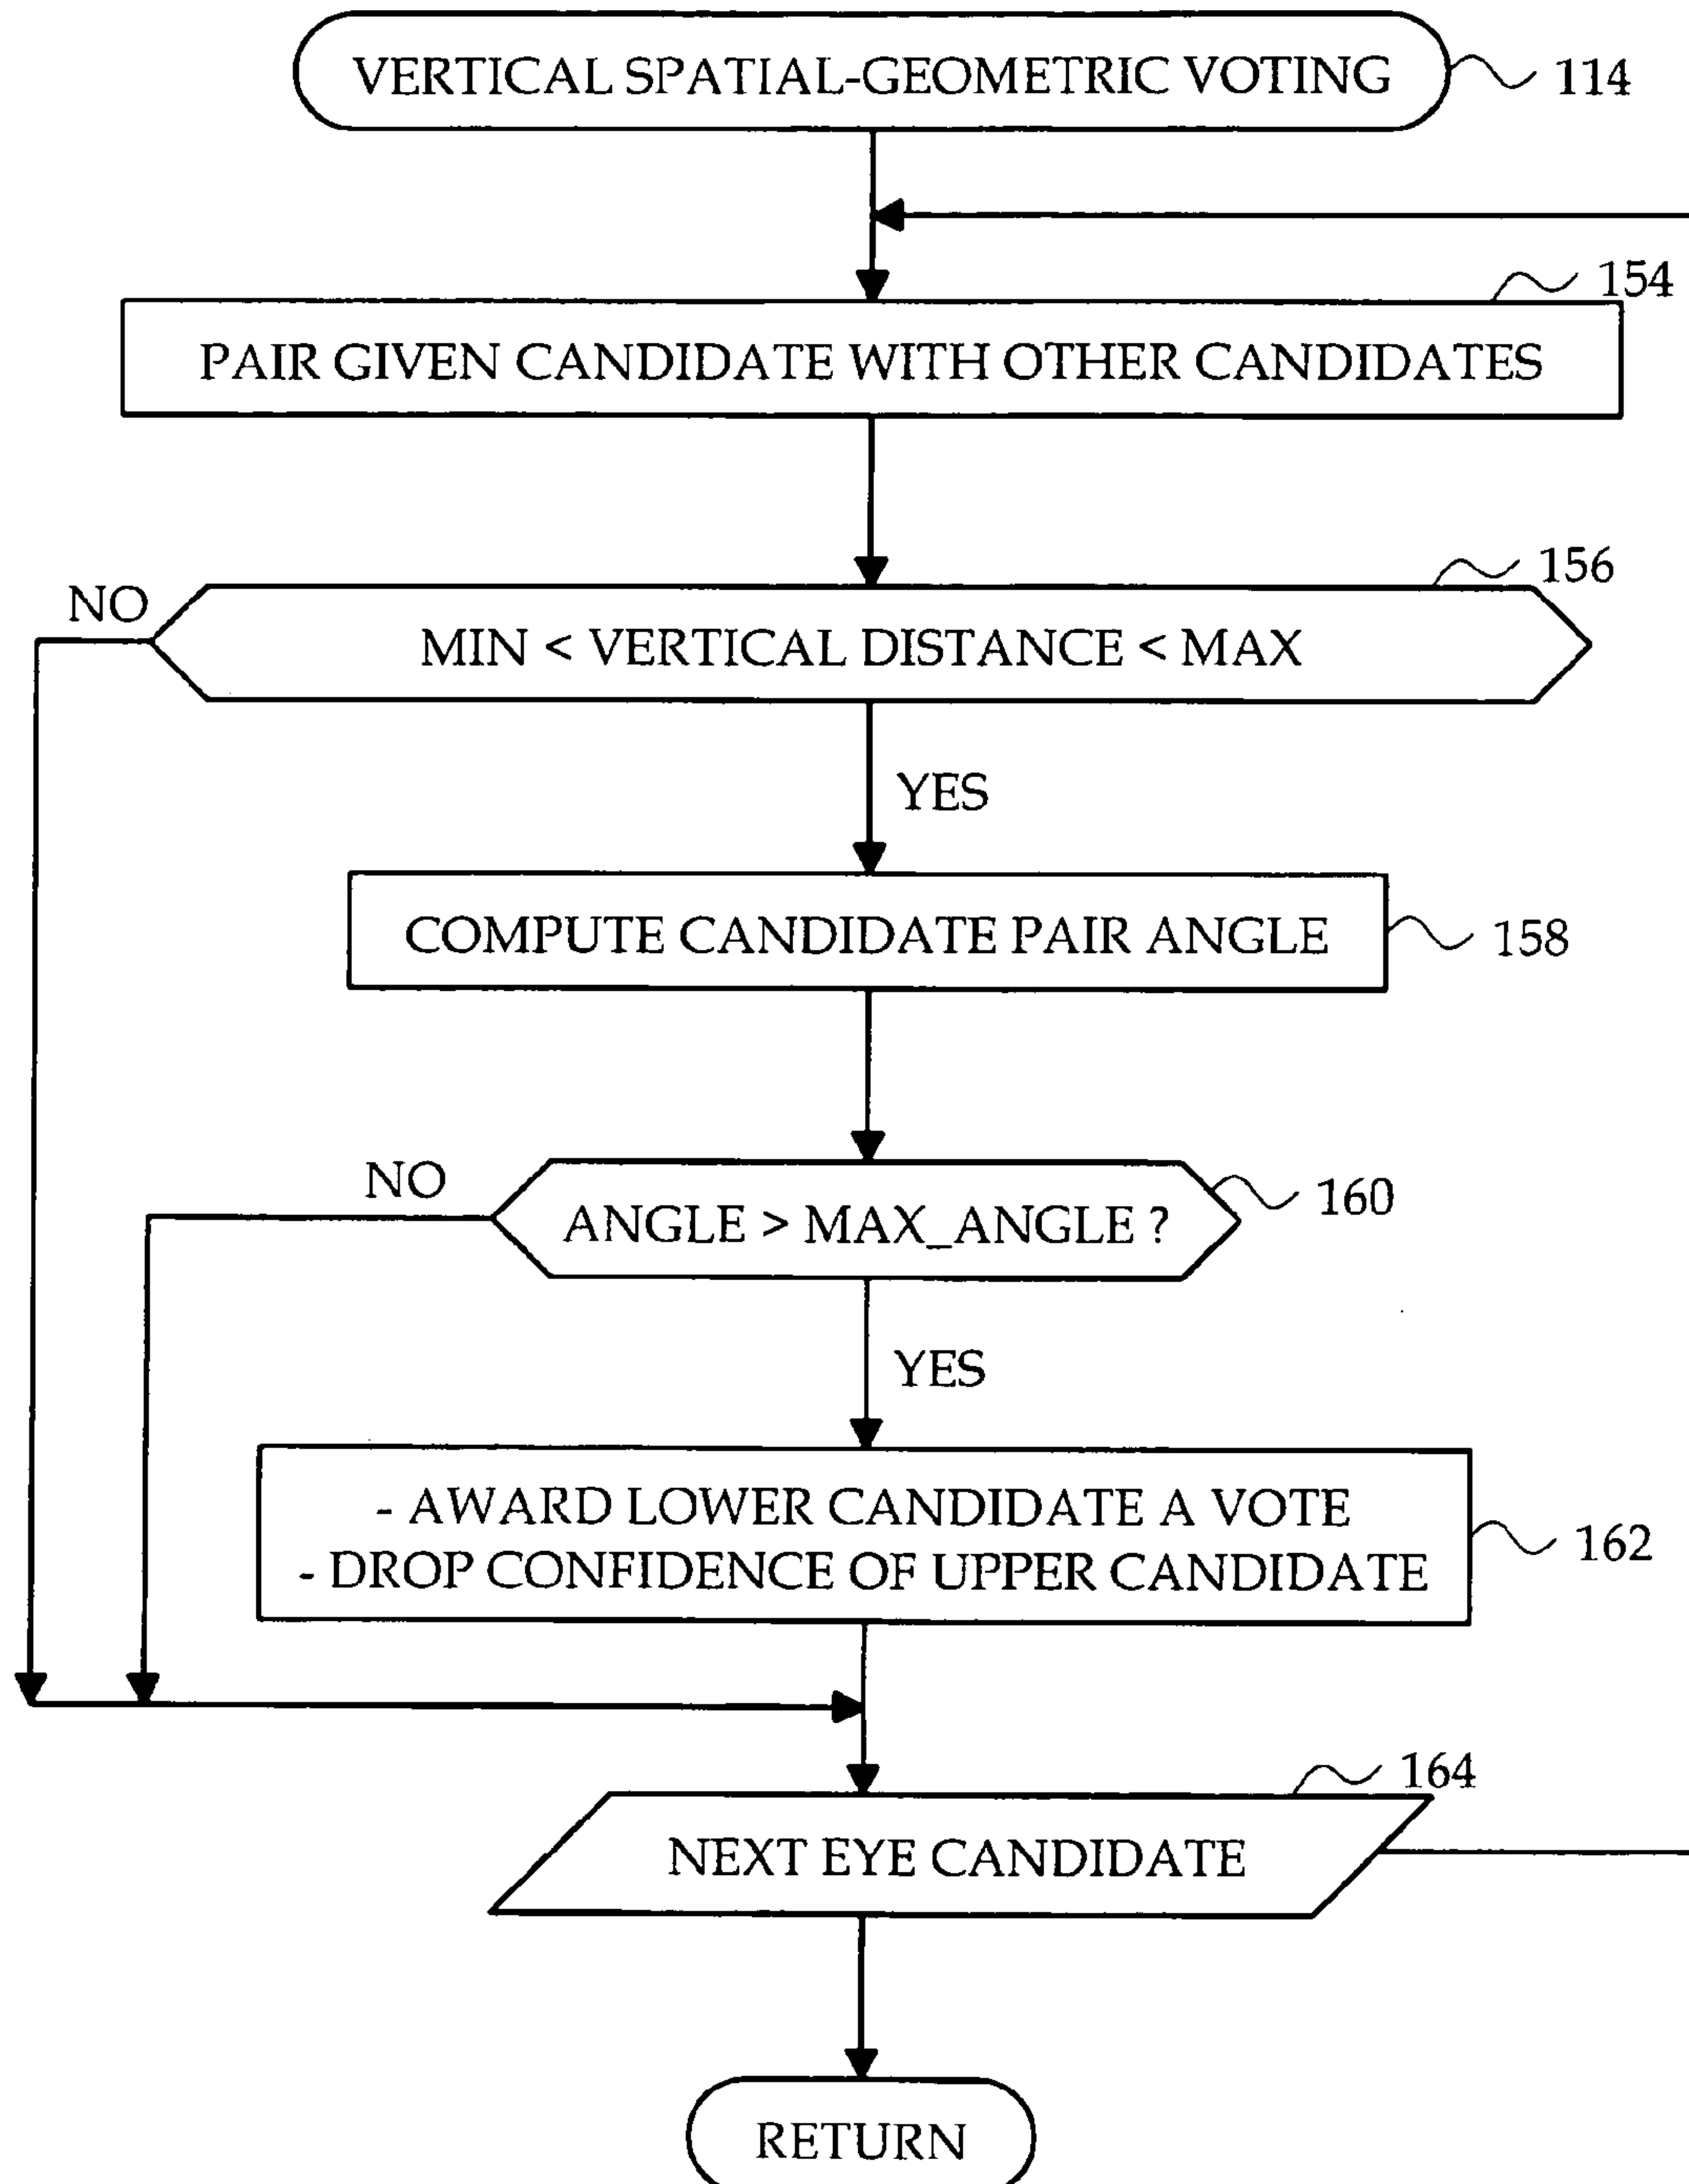 VERTICAL SPATIAL-GEOMETRIC VOTING
114
154
PAIR GIVEN CANDIDATE WITH OTHER CANDIDATES
156
NO
MIN < VERTICAL DISTANCE < MAX
YES
COMPUTE CANDIDATE PAIR ANGLE
158
NO
160
ANGLE > MAX_ANGLE ?
YES
- AWARD LOWER CANDIDATE A VOTE
- DROP CONFIDENCE OF UPPER CANDIDATE
162
164
NEXT EYE CANDIDATE
RETURN